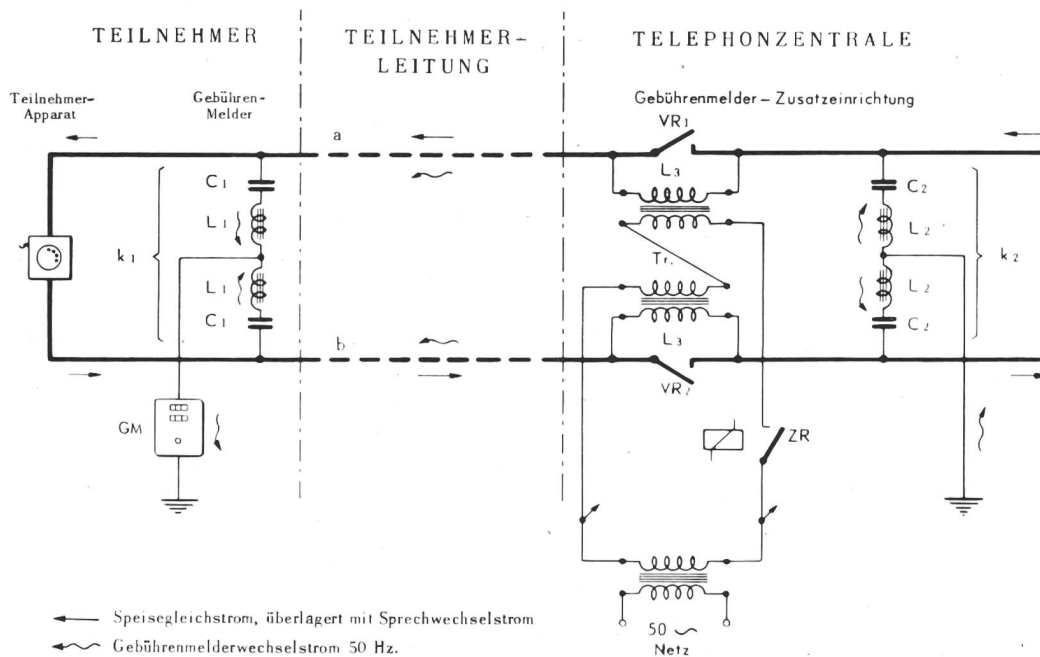 TEILNEHMER
TEILNEHMER-
LEITUNG
TELEPHONZENTRALE
Teilnehmer-
Apparat
Gebühren-
Melder
Gebührenmelder – Zusatzeinrichtung
a
VR1
C1
L1
L1
C1
k1
L3
Tr.
L3
C2
L2
L2
C2
k2
b
VR2
GM
ZR
50 ~
Netz
Speisegleichstrom, überlagert mit Sprechwechselstrom
Gebührenmelderwechselstrom 50 Hz.